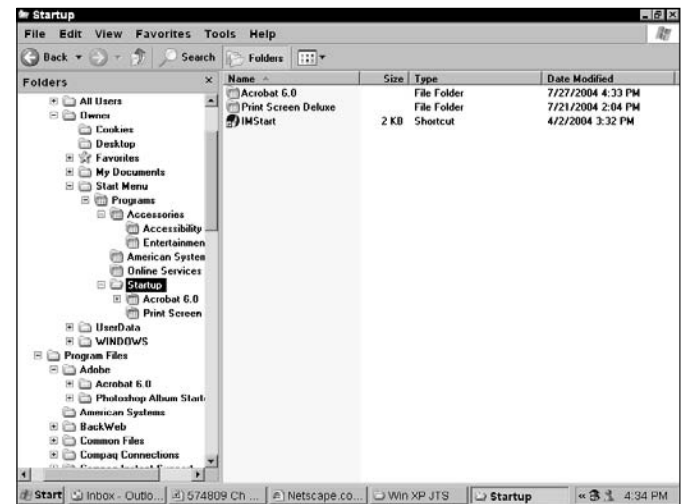 Startup
File Edit View Favorites Tools Help
Back Search Folders
Folders ×
Name Size Type Date Modified
Acrobat 6.0 File Folder 7/27/2004 4:33 PM
Print Screen Deluxe File Folder 7/21/2004 2:04 PM
IMStart 2 KB Shortcut 4/2/2004 3:32 PM
All Users
Owner
Cookies
Desktop
Favorites
My Documents
Start Menu
Programs
Accessories
Accessibility
Entertainmen
American System
Online Services
Startup
Acrobat 6.0
Print Screen
UserData
WINDOWS
Program Files
Adobe
Acrobat 6.0
Photoshop Album Start
American Systems
BackWeb
Common Files
Compaq Connections
Start Inbox - Outlo... 574809 Ch ... Netscape.co... Win XP JTS Startup « 4:34 PM